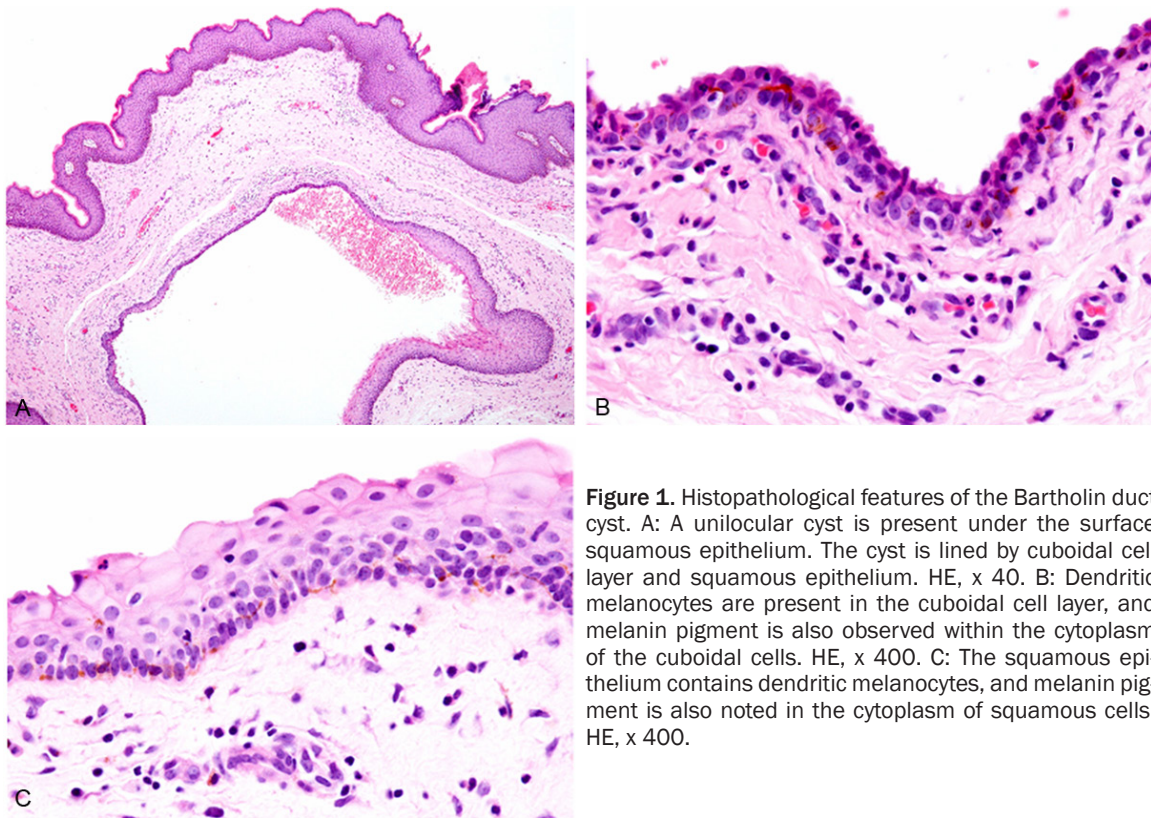 A
B
C
Figure 1. Histopathological features of the Bartholin duct
cyst. A: A unilocular cyst is present under the surface
squamous epithelium. The cyst is lined by cuboidal cell
layer and squamous epithelium. HE, x 40. B: Dendritic
melanocytes are present in the cuboidal cell layer, and
melanin pigment is also observed within the cytoplasm
of the cuboidal cells. HE, x 400. C: The squamous epi-
thelium contains dendritic melanocytes, and melanin pig-
ment is also noted in the cytoplasm of squamous cells.
HE, x 400.